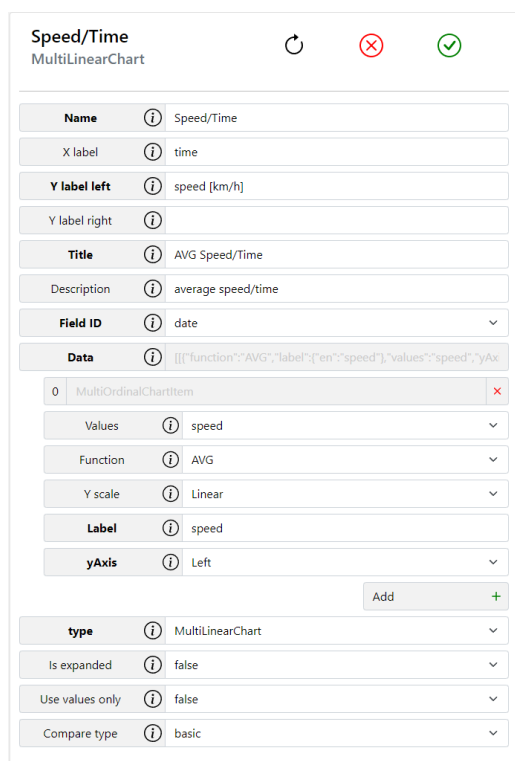 Speed/Time
MultiLinearChart
Name i Speed/Time
X label i time
Y label left i speed [km/h]
Y label right i
Title i AVG Speed/Time
Description i average speed/time
Field ID i date
Data i [[{"function":"AVG","label":{"en":"speed"},"values":"speed","yAxi
0 MultiOrdinalChartItem
Values i speed
Function i AVG
Y scale i Linear
Label i speed
yAxis i Left
Add +
type i MultiLinearChart
Is expanded i false
Use values only i false
Compare type i basic